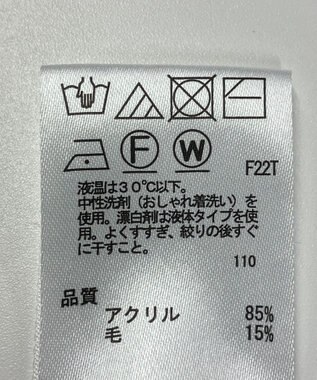 F W
F22T
液温は30℃以下。
中性洗剤（おしゃれ着洗い）を
使用。漂白剤は液体タイプを使
用。よくすすぎ、絞りの後すぐ
に干すこと。
110
品質
アクリル 85%
毛 15%